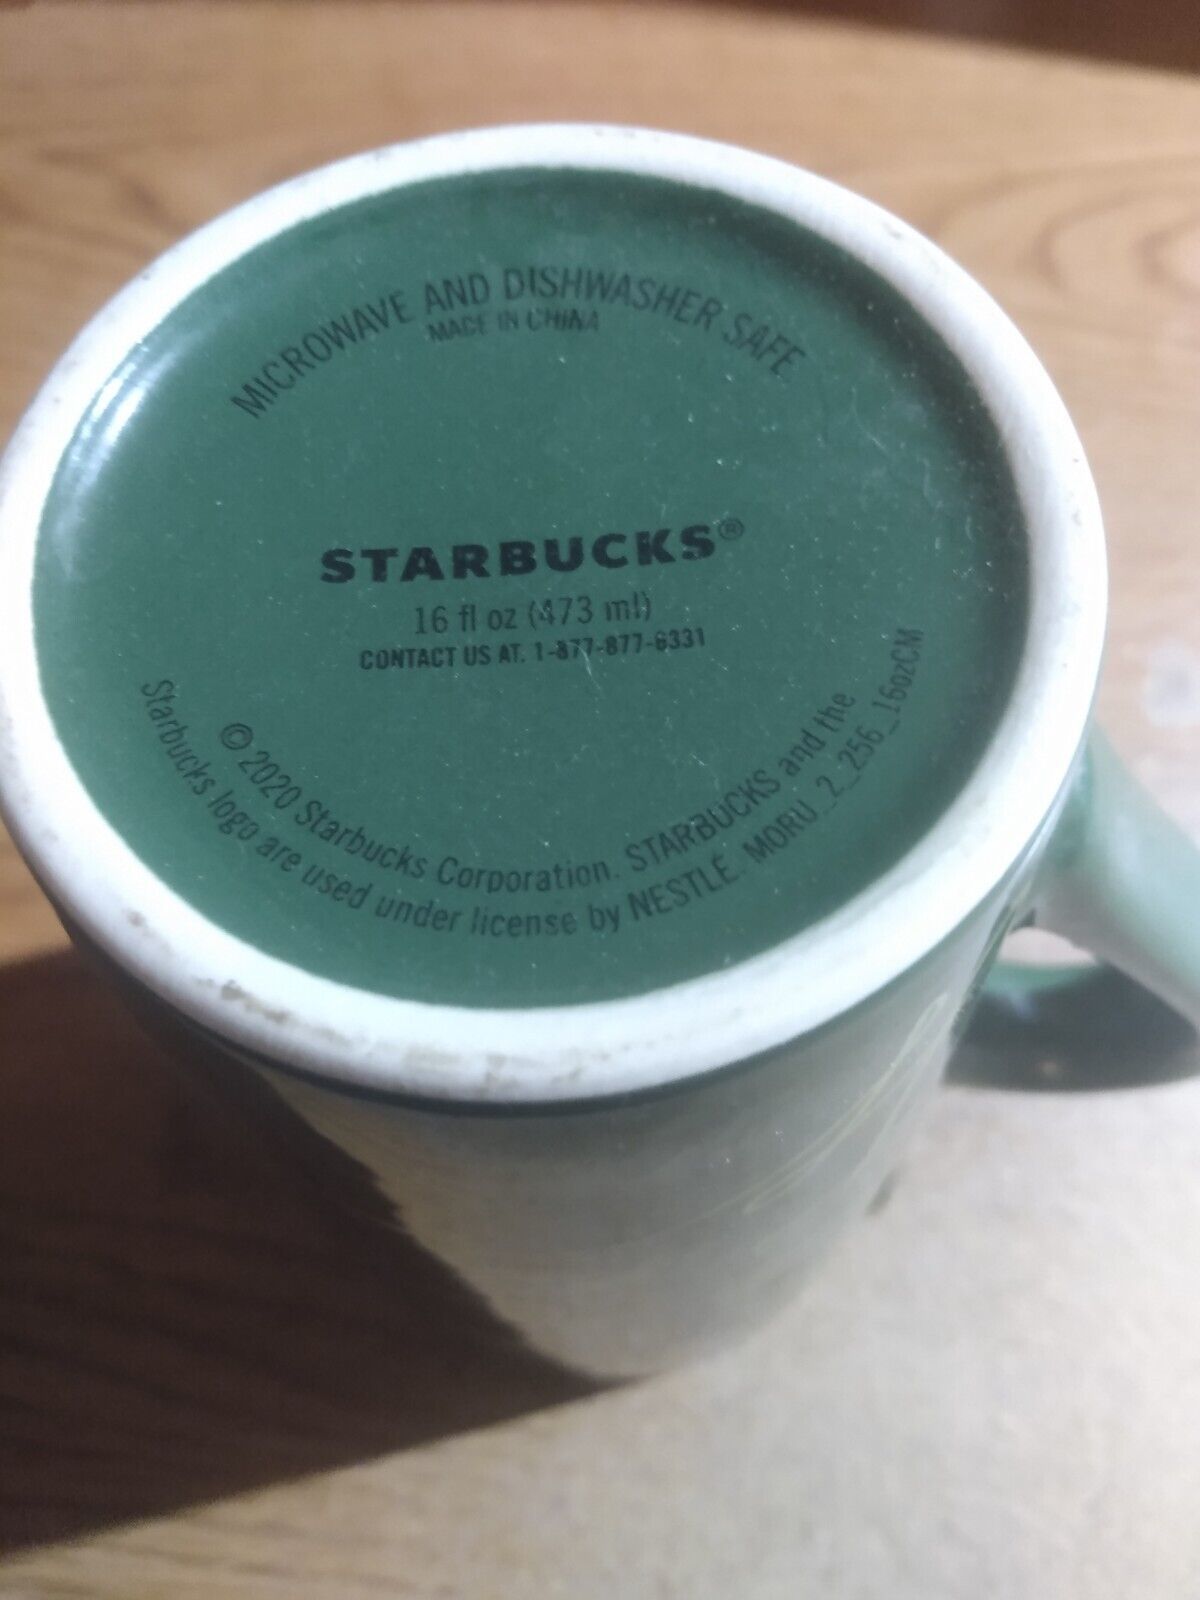 MICROWAVE AND DISHWASHER SAFE
MADE IN CHINA
STARBUCKS®
16 fl oz (473 ml)
CONTACT US AT. 1-877-877-6331
© 2020 Starbucks Corporation. STARBUCKS and the
Starbucks logo are used under license by NESTLÉ. MORU_2_256_16ozCM